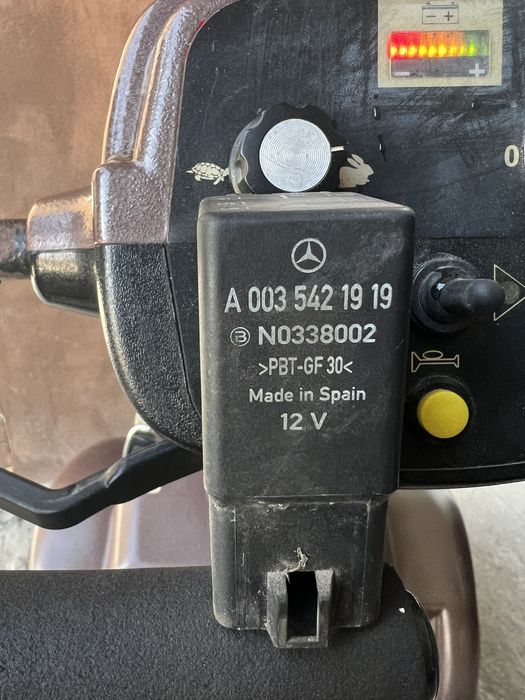 - +
- +
0
A 003 542 19 19
B N0338002
>PBT-GF 30<
Made in Spain
12 V